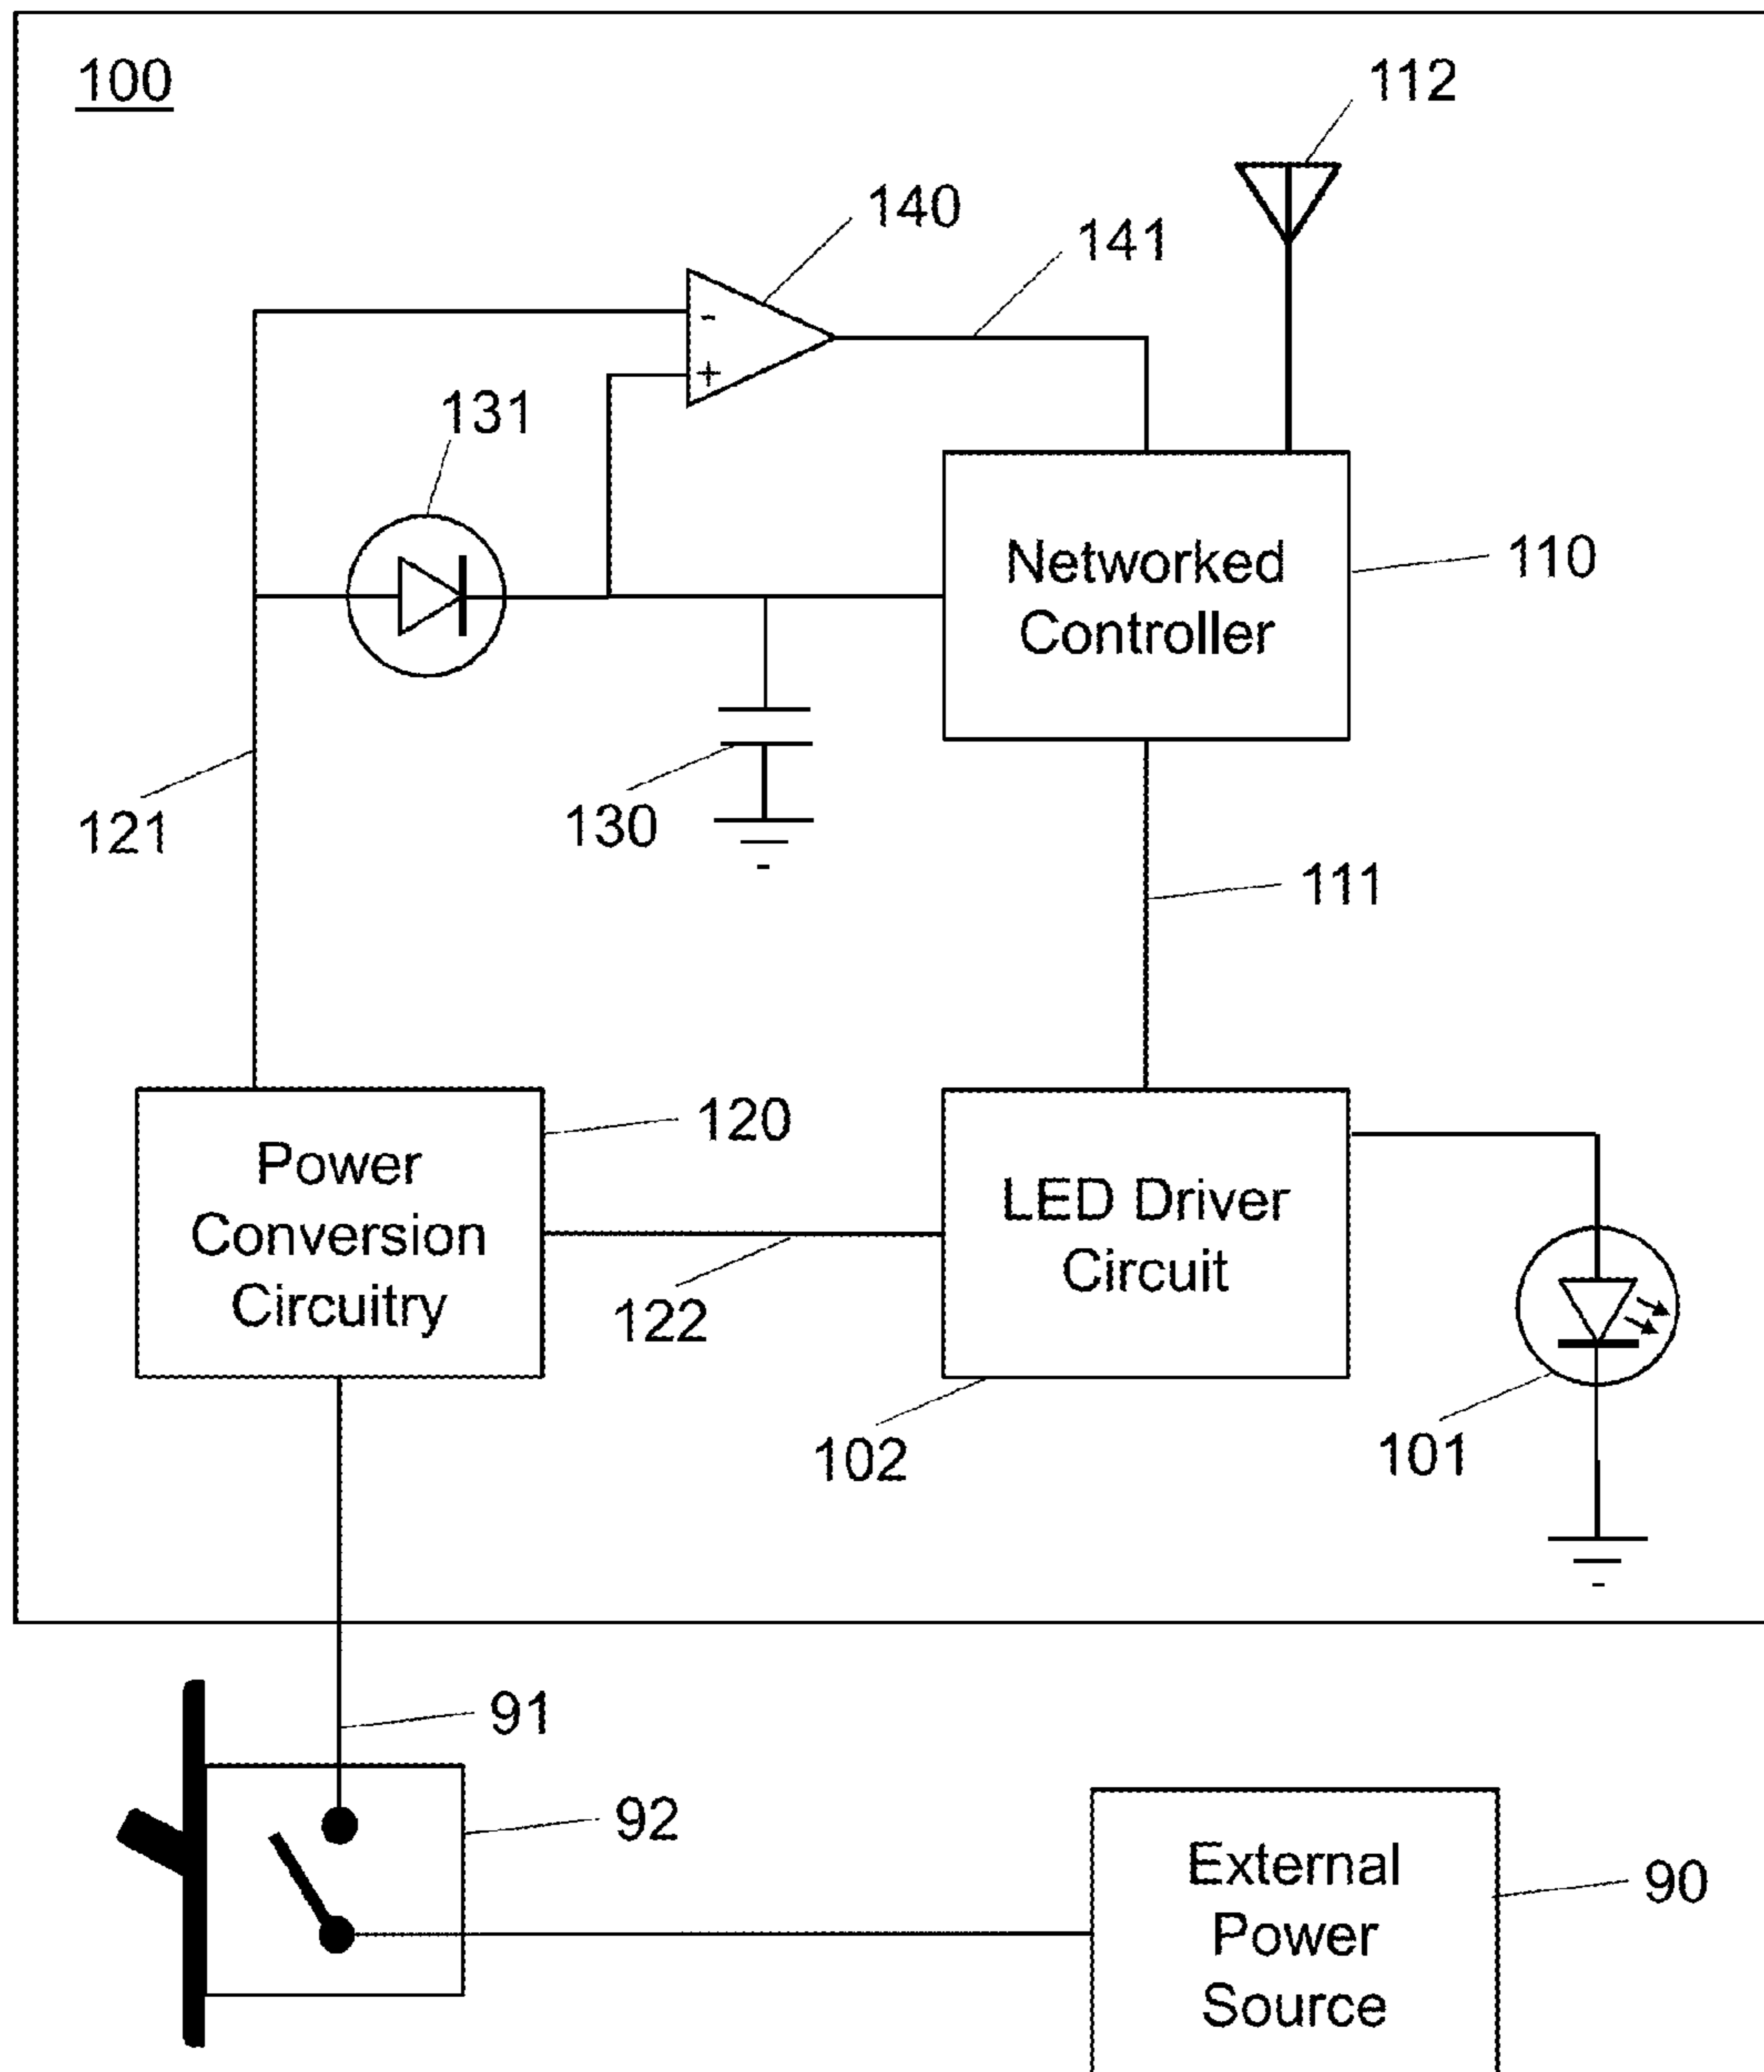 100
112
140
141
-
+
131
Networked
Controller
110
121
130
111
120
Power
Conversion
Circuitry
LED Driver
Circuit
122
102
101
91
92
External
Power
Source
90